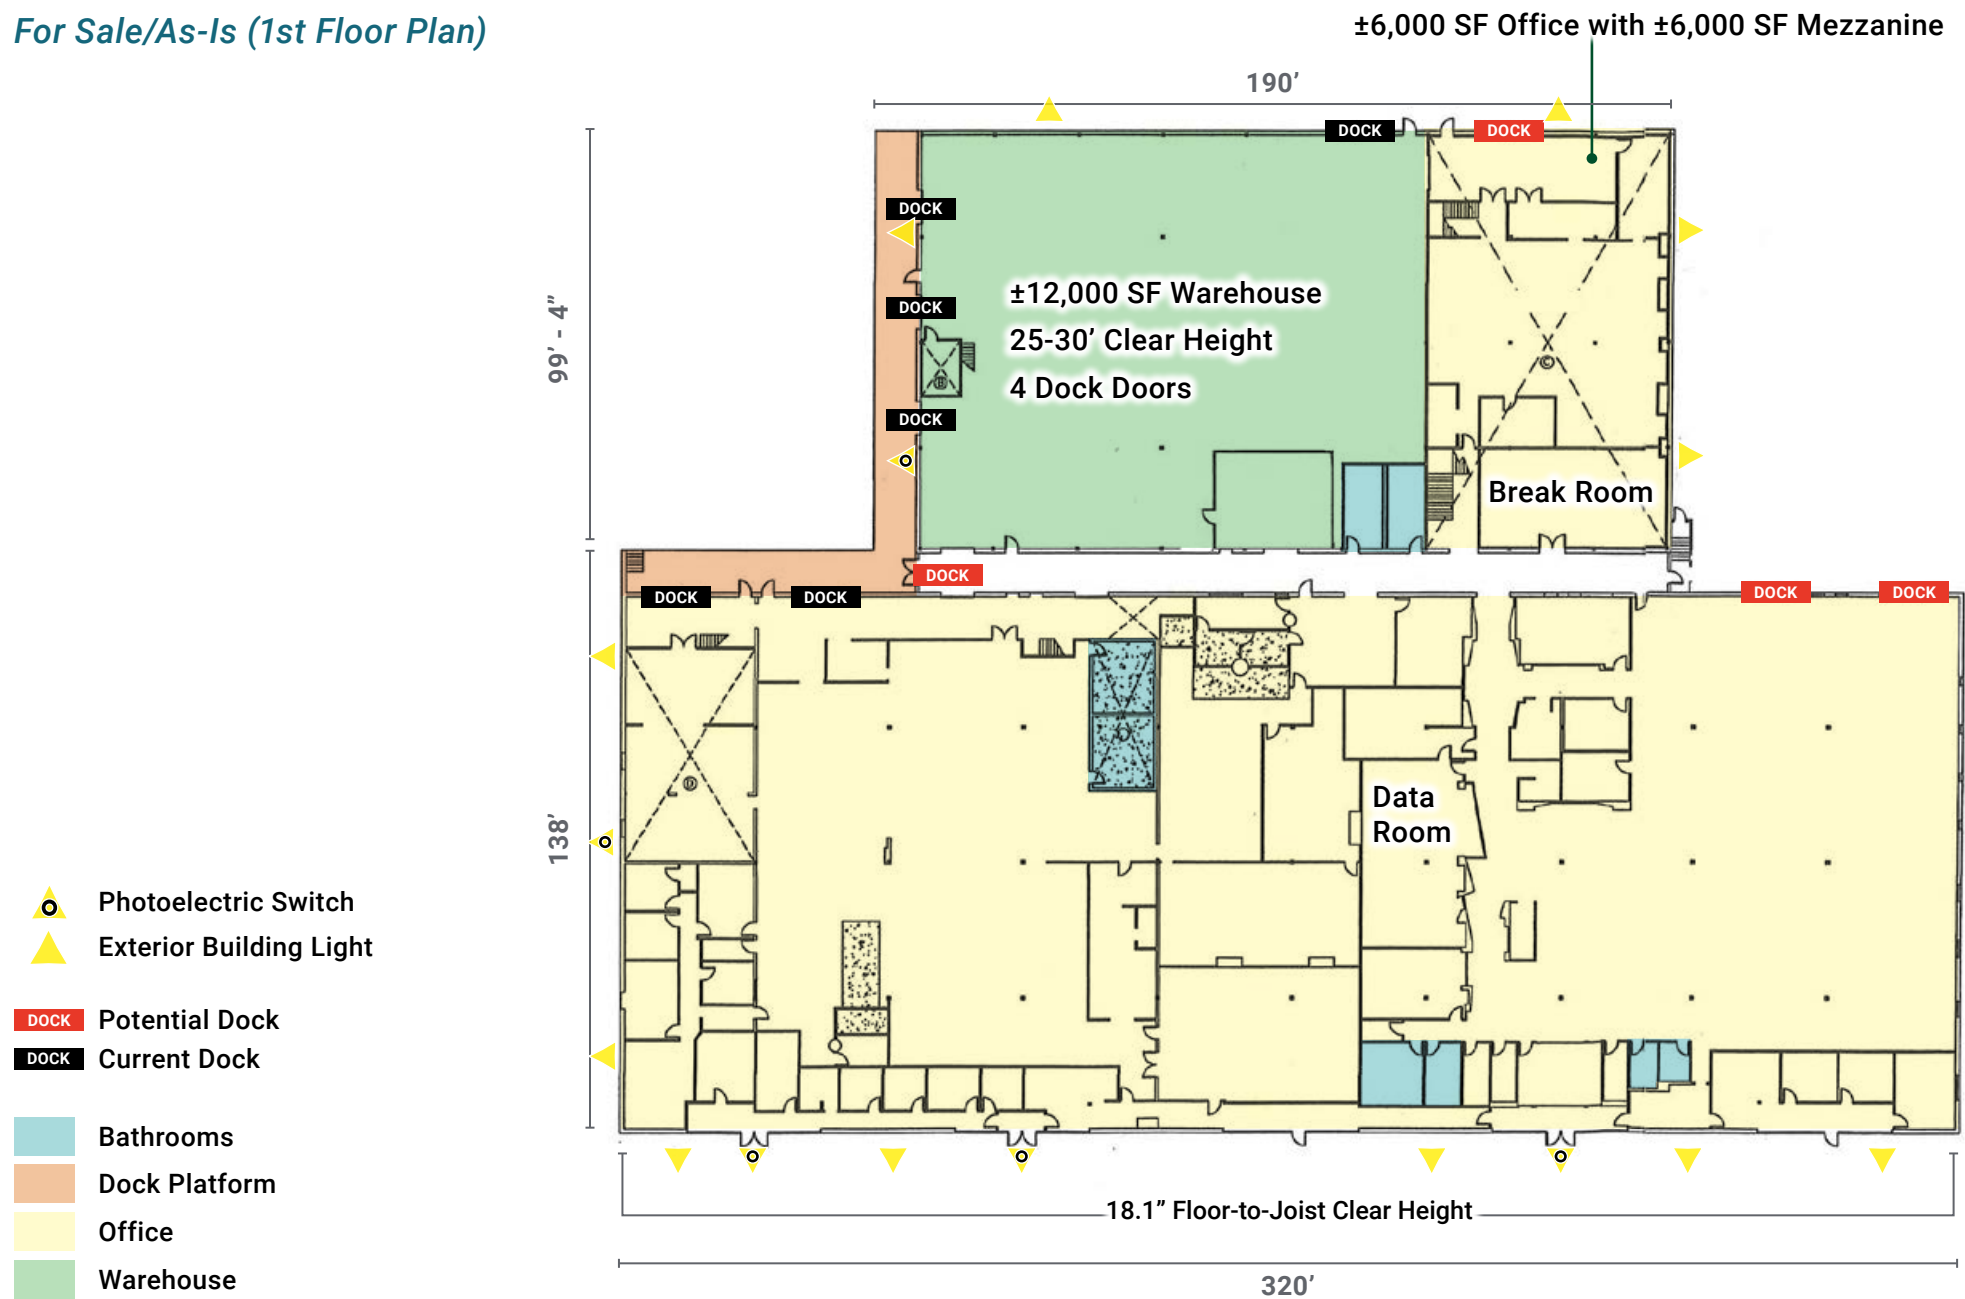 For Sale/As-Is (1st Floor Plan)
±6,000 SF Office with ±6,000 SF Mezzanine
190’
DOCK
DOCK
DOCK
99’ - 4”
±12,000 SF Warehouse
25-30’ Clear Height
4 Dock Doors
DOCK
DOCK
Break Room
DOCK
DOCK
DOCK
DOCK
DOCK
138’
Data
Room
Photoelectric Switch
Exterior Building Light
DOCK Potential Dock
DOCK Current Dock
Bathrooms
Dock Platform
Office
Warehouse
18.1” Floor-to-Joist Clear Height
320’